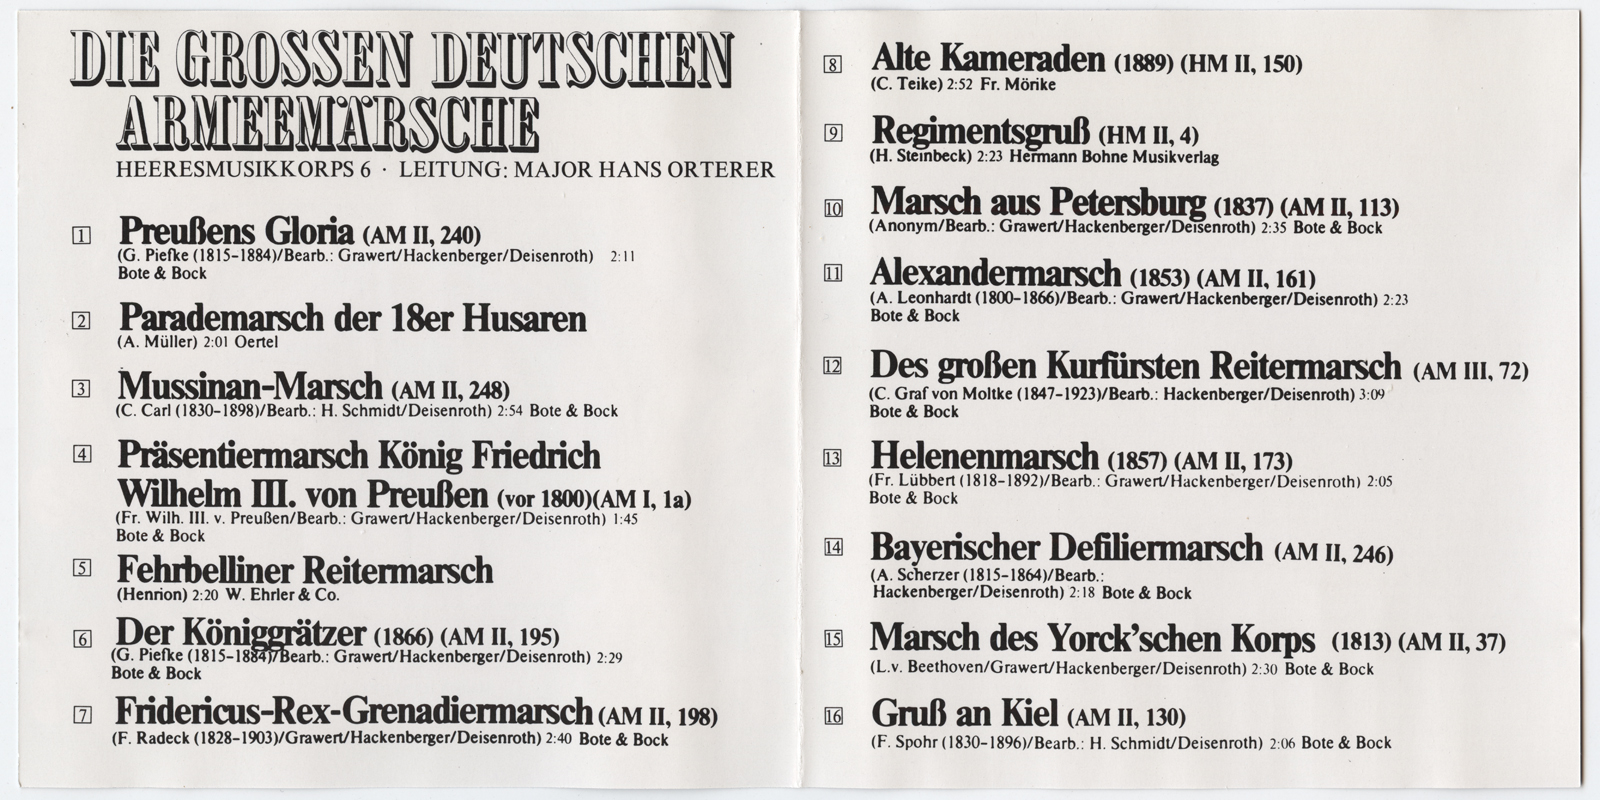 DIE GROSSEN DEUTSCHEN
ARMEEMÄRSCHE
HEERESMUSIKKORPS 6 · LEITUNG: MAJOR HANS ORTERER
1 Preußens Gloria (AM II, 240)
(G. Piefke (1815-1884)/Bearb.: Grawert/Hackenberger/Deisenroth) 2:11
Bote & Bock
2 Parademarsch der 18er Husaren
(A. Müller) 2:01 Oertel
3 Mussinan-Marsch (AM II, 248)
(C. Carl (1830-1898)/Bearb.: H. Schmidt/Deisenroth) 2:54 Bote & Bock
4 Präsentiermarsch König Friedrich
Wilhelm III. von Preußen (vor 1800)(AM I, 1a)
(Fr. Wilh. III. v. Preußen/Bearb.: Grawert/Hackenberger/Deisenroth) 1:45
Bote & Bock
5 Fehrbelliner Reitermarsch
(Henrion) 2:20 W. Ehrler & Co.
6 Der Königgrätzer (1866) (AM II, 195)
(G. Piefke (1815-1884)/Bearb.: Grawert/Hackenberger/Deisenroth) 2:29
Bote & Bock
7 Fridericus-Rex-Grenadiermarsch (AM II, 198)
(F. Radeck (1828-1903)/Grawert/Hackenberger/Deisenroth) 2:40 Bote & Bock
8 Alte Kameraden (1889) (HM II, 150)
(C. Teike) 2:52 Fr. Mörike
9 Regimentsgruß (HM II, 4)
(H. Steinbeck) 2:23 Hermann Bohne Musikverlag
10 Marsch aus Petersburg (1837) (AM II, 113)
(Anonym/Bearb.: Grawert/Hackenberger/Deisenroth) 2:35 Bote & Bock
11 Alexandermarsch (1853) (AM II, 161)
(A. Leonhardt (1800-1866)/Bearb.: Grawert/Hackenberger/Deisenroth) 2:23
Bote & Bock
12 Des großen Kurfürsten Reitermarsch (AM III, 72)
(C. Graf von Moltke (1847-1923)/Bearb.: Hackenberger/Deisenroth) 3:09
Bote & Bock
13 Helenenmarsch (1857) (AM II, 173)
(Fr. Lübbert (1818-1892)/Bearb.: Grawert/Hackenberger/Deisenroth) 2:05
Bote & Bock
14 Bayerischer Defiliermarsch (AM II, 246)
(A. Scherzer (1815-1864)/Bearb.:
Hackenberger/Deisenroth) 2:18 Bote & Bock
15 Marsch des Yorck'schen Korps (1813) (AM II, 37)
(L.v. Beethoven/Grawert/Hackenberger/Deisenroth) 2:30 Bote & Bock
16 Gruß an Kiel (AM II, 130)
(F. Spohr (1830-1896)/Bearb.: H. Schmidt/Deisenroth) 2:06 Bote & Bock